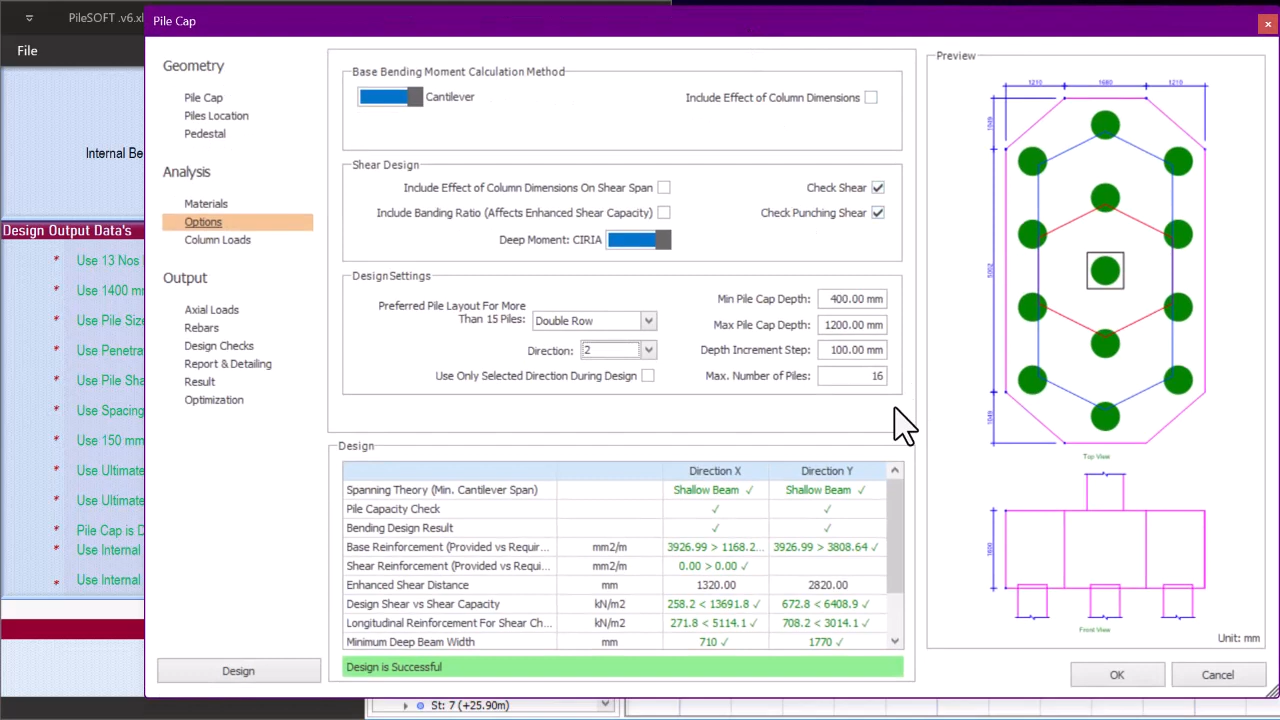 PileSOFT .v6.xl
Pile Cap
File
Internal Be
Design Output Data's
* Use 13 Nos
* Use 1400 m
* Use Pile Siz
* Use Penetra
* Use Pile Sha
* Use Spacing
* Use 150 mm
* Use Ultimate
* Use Ultimate
* Pile Cap is D
* Use Internal
* Use Internal
Geometry
Pile Cap
Piles Location
Pedestal
Analysis
Materials
Options
Column Loads
Output
Axial Loads
Rebars
Design Checks
Report & Detailing
Result
Optimization
Design
Base Bending Moment Calculation Method
Cantilever
Include Effect of Column Dimensions
Shear Design
Include Effect of Column Dimensions On Shear Span
Check Shear ✓
Include Banding Ratio (Affects Enhanced Shear Capacity)
Check Punching Shear ✓
Deep Moment: CIRIA
Design Settings
Preferred Pile Layout For More
Than 15 Piles: Double Row
Direction: 2
Use Only Selected Direction During Design
Min Pile Cap Depth: 400.00 mm
Max Pile Cap Depth: 1200.00 mm
Depth Increment Step: 100.00 mm
Max. Number of Piles: 16
Design
Direction X Direction Y
Spanning Theory (Min. Cantilever Span) Shallow Beam ✓ Shallow Beam ✓
Pile Capacity Check ✓ ✓
Bending Design Result ✓ ✓
Base Reinforcement (Provided vs Requir... mm2/m 3926.99 > 1168.2... 3926.99 > 3808.64 ✓
Shear Reinforcement (Provided vs Requi... mm2/m 0.00 > 0.00 ✓
Enhanced Shear Distance mm 1320.00 2820.00
Design Shear vs Shear Capacity kN/m2 258.2 < 13691.8 ✓ 672.8 < 6408.9 ✓
Longitudinal Reinforcement For Shear Ch... kN/m2 271.8 < 5114.1 ✓ 708.2 < 3014.1 ✓
Minimum Deep Beam Width mm 710 ✓ 1770 ✓
Design is Successful
Preview
1210 1680 1210
1049
5002
1049
Top View
1600
Front View
Unit: mm
OK
Cancel
St: 7 (+25.90m)